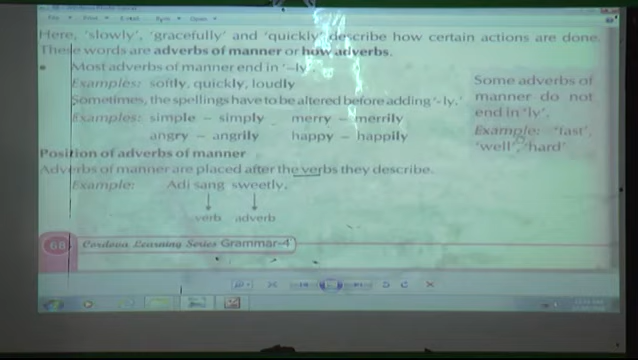 Here, 'slowly', 'gracefully' and 'quickly' describe how certain actions are done.
These words are adverbs of manner or how adverbs.
• Most adverbs of manner end in '-ly'.
Examples: softly, quickly, loudly
Sometimes, the spellings have to be altered before adding '-ly.'
Examples: simple – simply merry – merrily
angry – angrily happy – happily
Some adverbs of
manner do not
end in 'ly'.
Example: 'fast',
'well', 'hard'
Position of adverbs of manner
Adverbs of manner are placed after the verbs they describe.
Example: Adi sang sweetly.
verb adverb
68 Cordova Learning Series Grammar-4